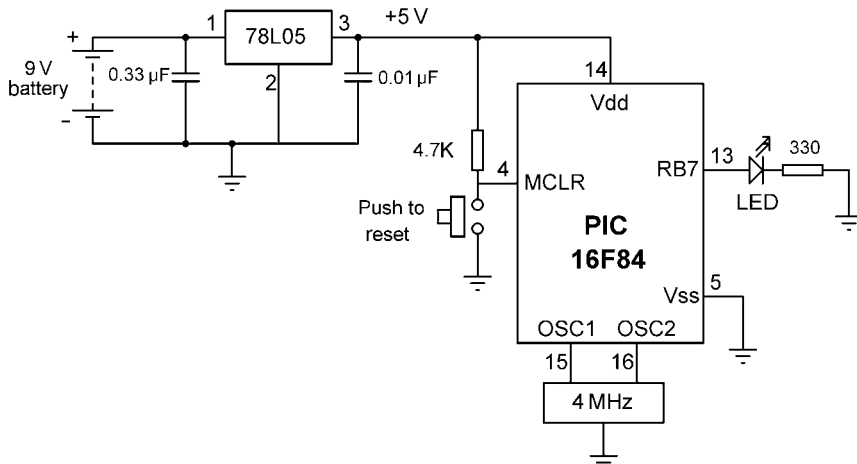 1
78L05
3
+5 V
+
9 V
battery
-
0.33 µF
2
0.01 µF
14
Vdd
4.7K
4
MCLR
RB7
13
330
LED
Push to
reset
PIC
16F84
Vss
5
OSC1
OSC2
15
16
4 MHz